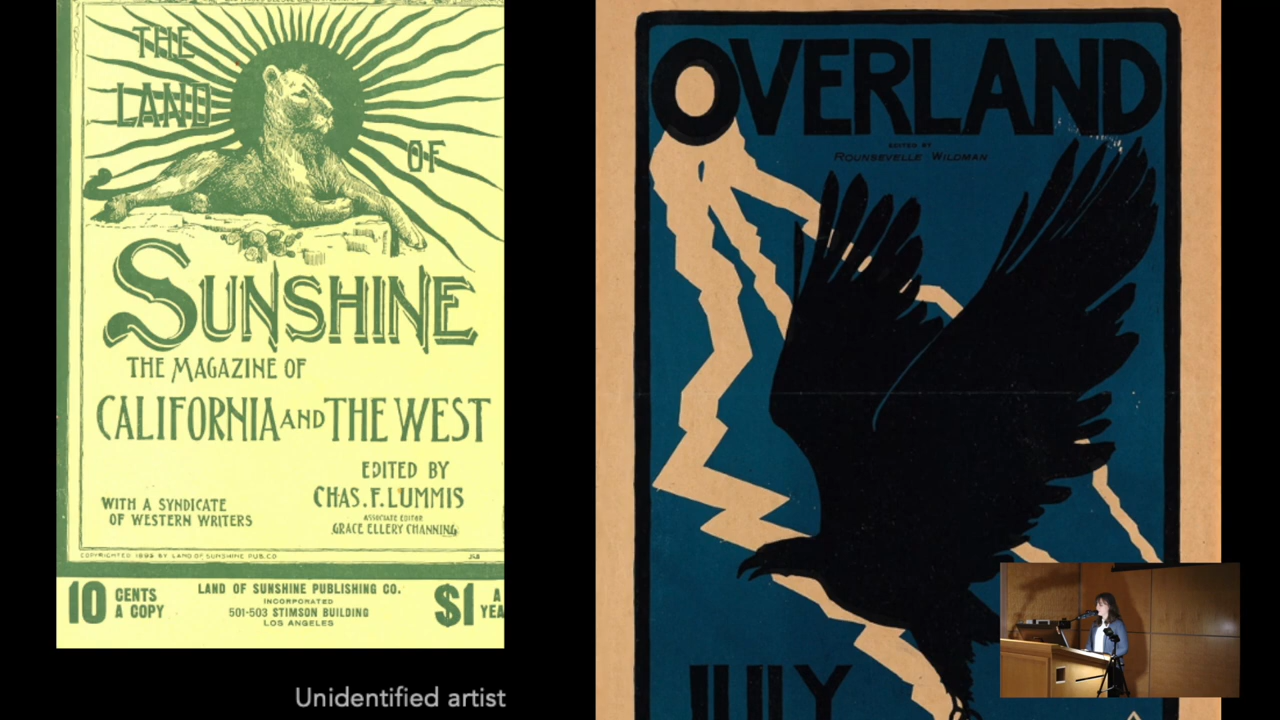 THE
LAND
OF
SUNSHINE
THE MAGAZINE OF
CALIFORNIA AND THE WEST
EDITED BY
CHAS. F. LUMMIS
ASSOCIATE EDITOR
GRACE ELLERY CHANNING
WITH A SYNDICATE
OF WESTERN WRITERS
10 CENTS
A COPY
LAND OF SUNSHINE PUBLISHING CO.
INCORPORATED
501-503 STIMSON BUILDING
LOS ANGELES
$1 A
YEA
Unidentified artist
OVERLAND
EDITED BY
ROUNSEVELLE WILDMAN
JULY